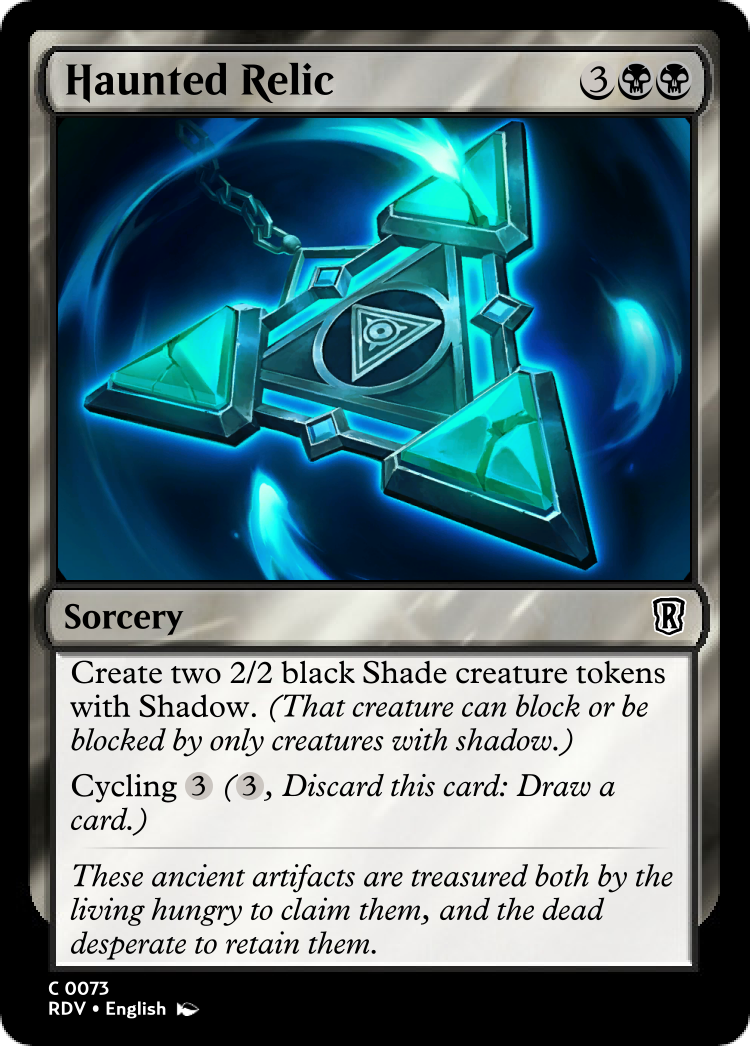 Haunted Relic 3
Sorcery R
Create two 2/2 black Shade creature tokens
with Shadow. (That creature can block or be
blocked by only creatures with shadow.)
Cycling 3 (3, Discard this card: Draw a
card.)
These ancient artifacts are treasured both by the
living hungry to claim them, and the dead
desperate to retain them.
C 0073
RDV • English